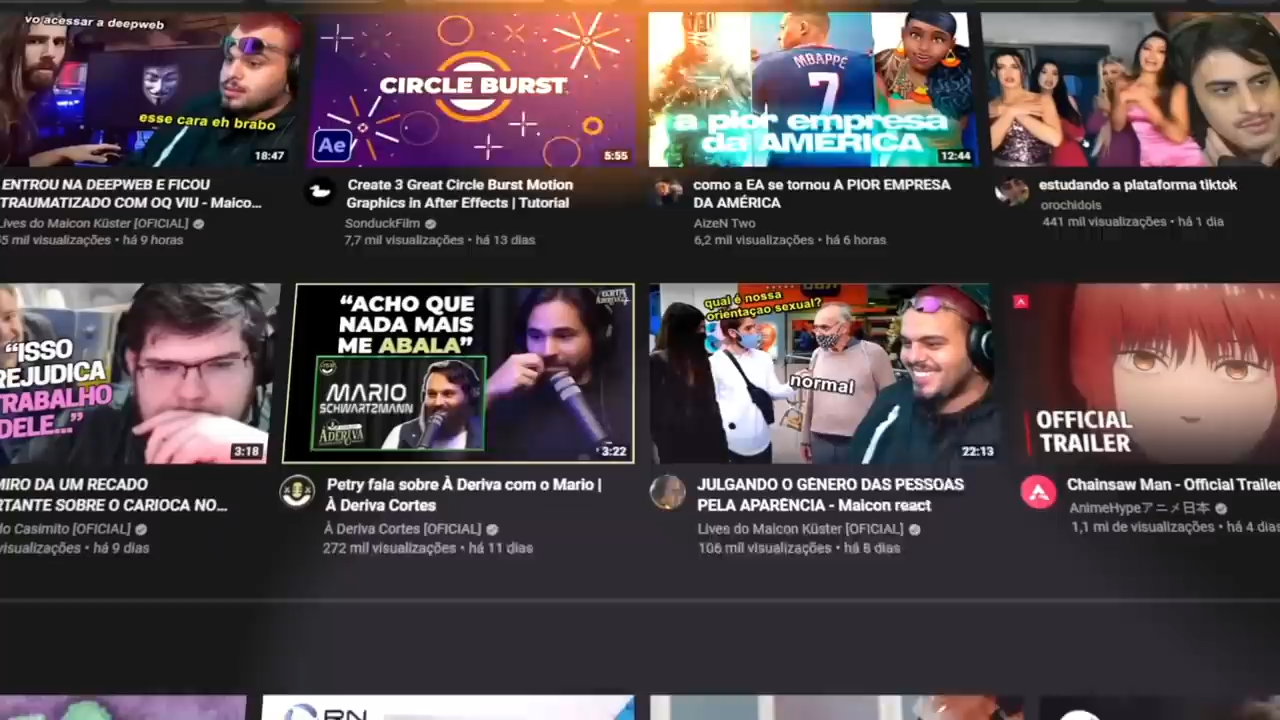 vo acessar a deepweb
esse cara eh brabo
18:47
CIRCLE BURST
Ae
5:55
MBAPPÉ
7
a pior empresa
da AMÉRICA
12:44
ENTROU NA DEEPWEB E FICOU
TRAUMATIZADO COM OQ VIU - Maico...
Lives do Maicon Küster [OFICIAL]
5 mil visualizações • há 9 horas
Create 3 Great Circle Burst Motion
Graphics in After Effects | Tutorial
SonduckFilm
7,7 mil visualizações • há 13 dias
como a EA se tornou A PIOR EMPRESA
DA AMÉRICA
AizeN Two
6,2 mil visualizações • há 6 horas
estudando a plataforma tiktok
orochidois
441 mil visualizações • há 1 dia
“ISSO
REJUDICA
TRABALHO
DELE...”
3:18
“ACHO QUE
NADA MAIS
ME ABALA”
MARIO
SCHWARTZMANN
À DERIVA
3:22
qual é nossa
orientaçao sexual?
normal
22:13
OFFICIAL
TRAILER
MIRO DA UM RECADO
RTANTE SOBRE O CARIOCA NO...
do Casimito [OFICIAL]
visualizações • há 9 dias
Petry fala sobre À Deriva com o Mario |
À Deriva Cortes
À Deriva Cortes [OFICIAL]
272 mil visualizações • há 11 dias
JULGANDO O GÊNERO DAS PESSOAS
PELA APARÊNCIA - Maicon react
Lives do Maicon Küster [OFICIAL]
106 mil visualizações • há 8 dias
Chainsaw Man - Official Trailer
AnimeHypeアニメ日本
1,1 mi de visualizações • há 4 dias
RN